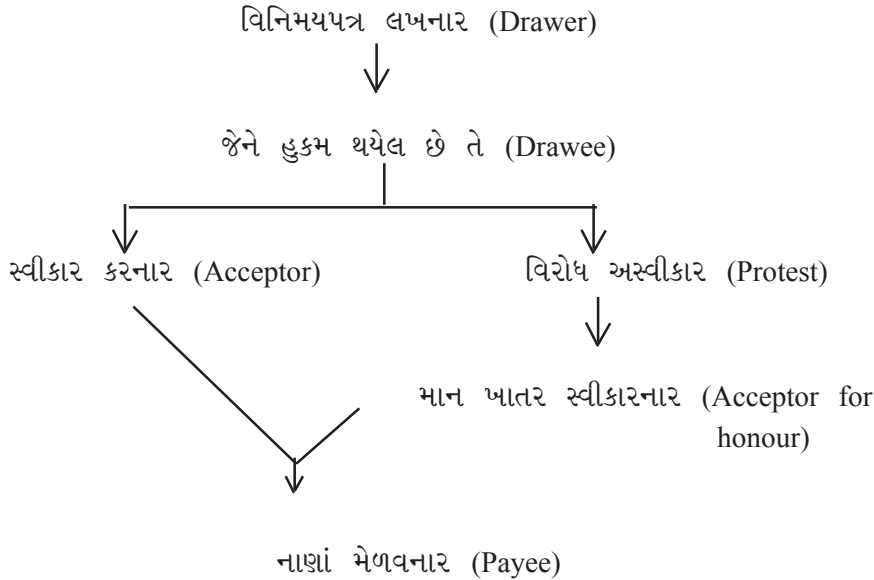 વિનિમયપત્ર લખનાર (Drawer)
જેને હુકમ થયેલ છે તે (Drawee)
સ્વીકાર કરનાર (Acceptor)
વિરોધ અસ્વીકાર (Protest)
માન ખાતર સ્વીકારનાર (Acceptor for
honour)
નાણાં મેળવનાર (Payee)